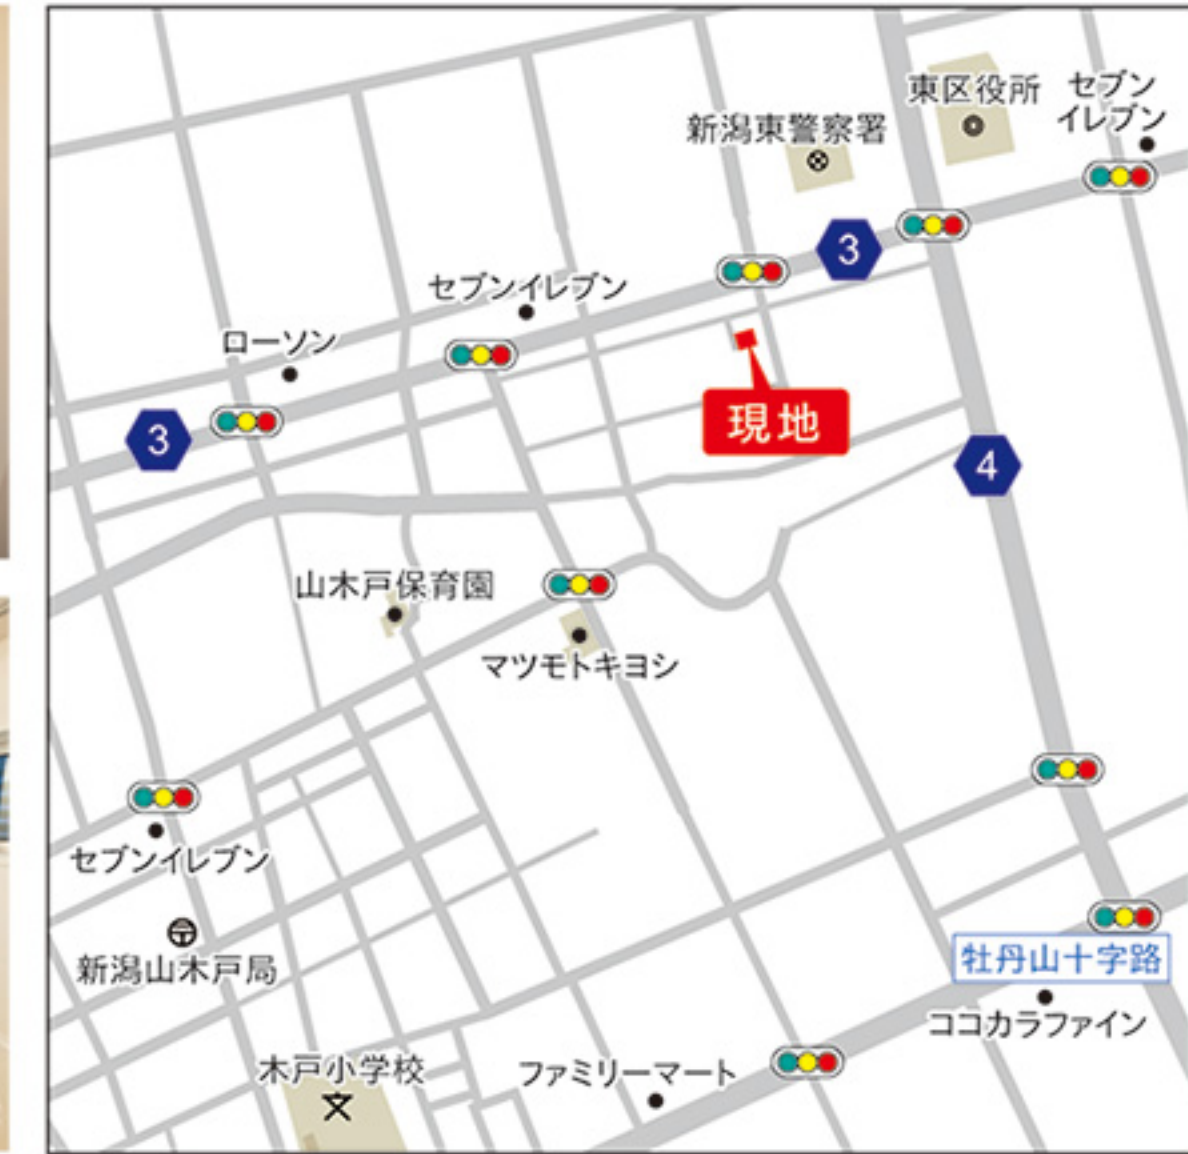 東区役所
セブン
イレブン
新潟東警察署
3
セブンイレブン
ローソン
3
現地
4
山木戸保育園
マツモトキヨシ
セブンイレブン
新潟山木戸局
牡丹山十字路
ココカラファイン
木戸小学校
文
ファミリーマート